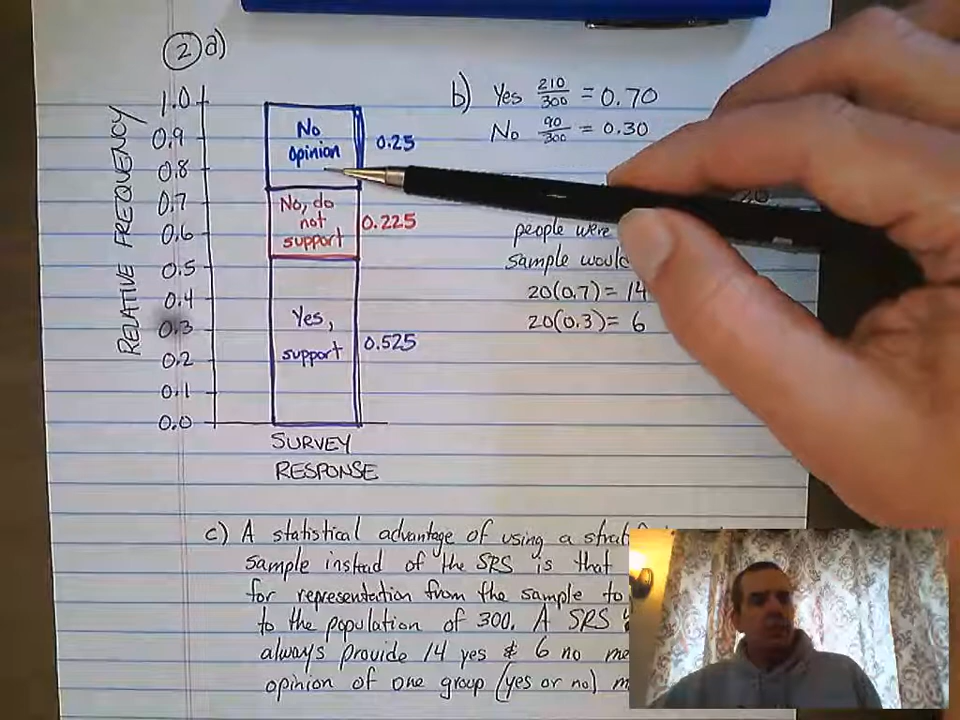 2 a)
RELATIVE FREQUENCY
1.0
0.9
0.8
0.7
0.6
0.5
0.4
0.3
0.2
0.1
0.0
No
opinion
0.25
No, do
not
support
0.225
Yes,
support
0.525
SURVEY
RESPONSE
b) Yes 210/300 = 0.70
No 90/300 = 0.30
20
people were
sample would
20(0.7) = 14
20(0.3) = 6
c) A statistical advantage of using a
sample instead of the SRS is that
for representation from the sample to
to the population of 300. A SRS
always provide 14 yes & 6 no
opinion of one group (yes or no)